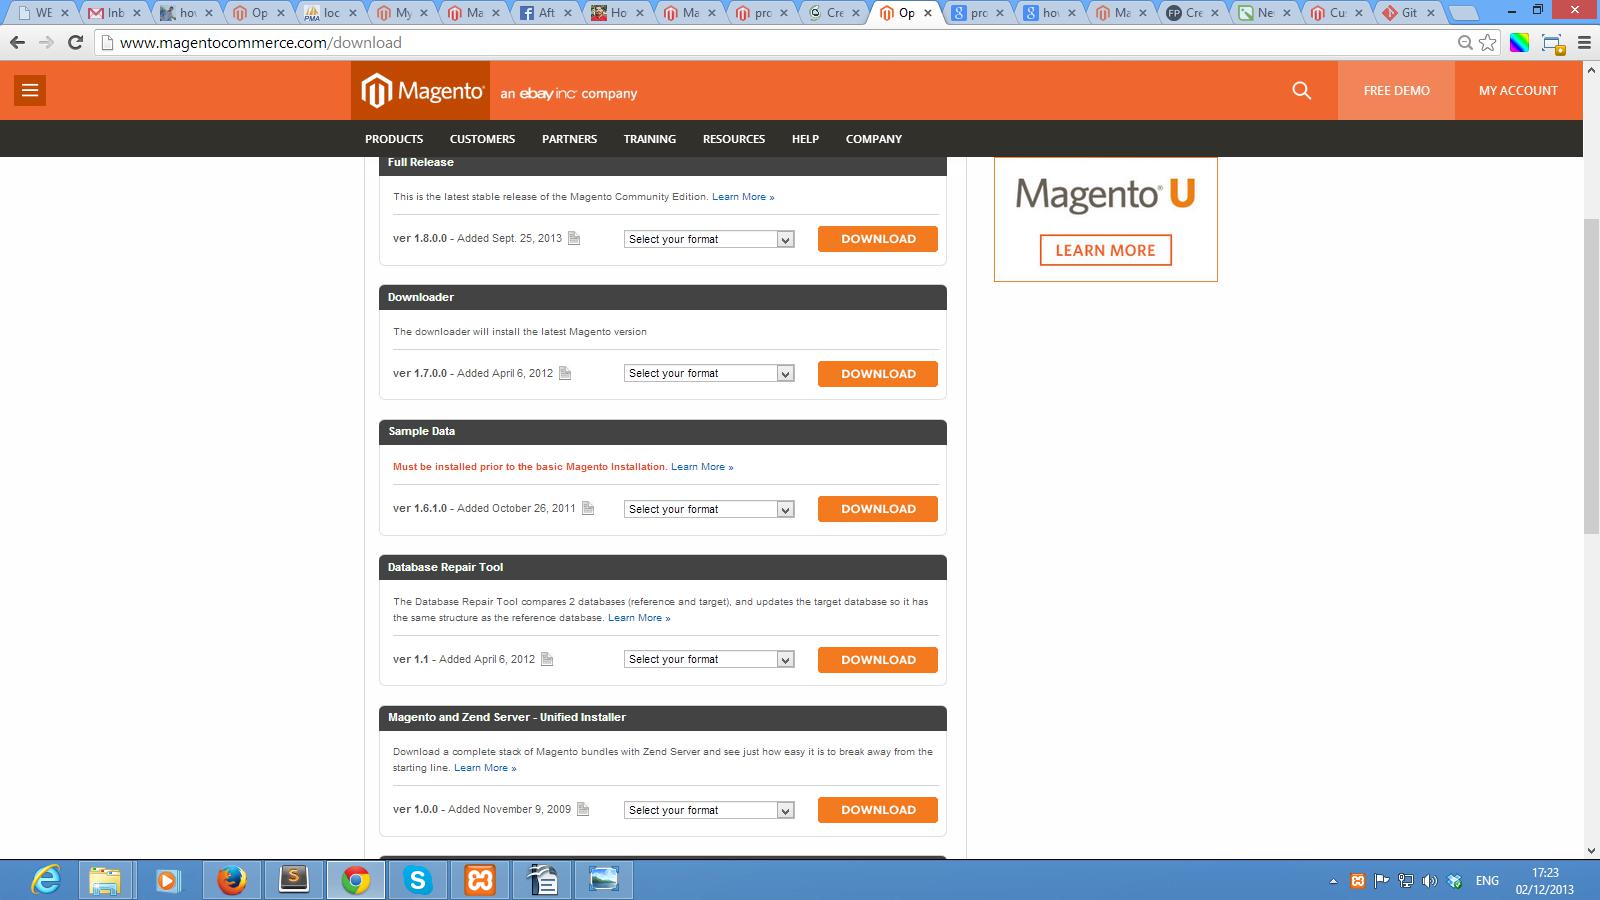 WE
Inb
hov
Op
loc
My
Ma
Aft
Ho
Ma
pro
Cre
Op
pro
hov
Ma
Cre
Nev
Cu
Git
www.magentocommerce.com/download
Magento
an ebay inc company
FREE DEMO
MY ACCOUNT
PRODUCTS CUSTOMERS PARTNERS TRAINING RESOURCES HELP COMPANY
Full Release
This is the latest stable release of the Magento Community Edition. Learn More »
ver 1.8.0.0 - Added Sept. 25, 2013 Select your format DOWNLOAD
Magento U
LEARN MORE
Downloader
The downloader will install the latest Magento version
ver 1.7.0.0 - Added April 6, 2012 Select your format DOWNLOAD
Sample Data
Must be installed prior to the basic Magento Installation. Learn More »
ver 1.6.1.0 - Added October 26, 2011 Select your format DOWNLOAD
Database Repair Tool
The Database Repair Tool compares 2 databases (reference and target), and updates the target database so it has
the same structure as the reference database. Learn More »
ver 1.1 - Added April 6, 2012 Select your format DOWNLOAD
Magento and Zend Server - Unified Installer
Download a complete stack of Magento bundles with Zend Server and see just how easy it is to break away from the
starting line. Learn More »
ver 1.0.0 - Added November 9, 2009 Select your format DOWNLOAD
ENG
17:23
02/12/2013